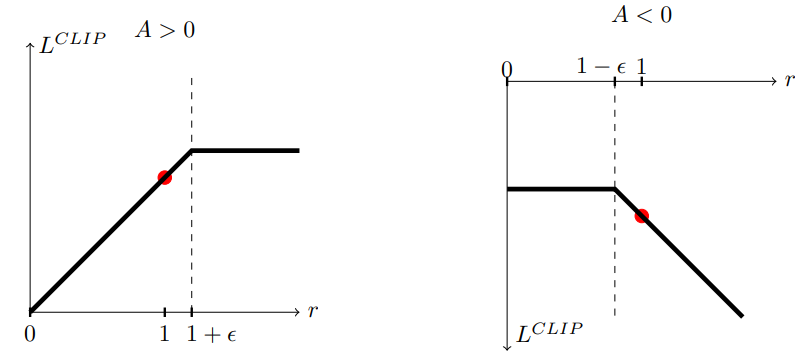 A > 0
L^{CLIP}
r
0 1 1 + ϵ
A < 0
0 1 − ϵ 1
r
L^{CLIP}